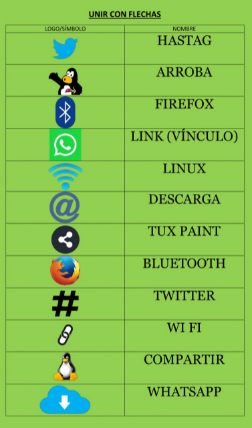 UNIR CON FLECHAS
LOGO/SÍMBOLO NOMBRE
HASTAG
ARROBA
FIREFOX
LINK (VÍNCULO)
LINUX
@ DESCARGA
TUX PAINT
BLUETOOTH
# TWITTER
WI FI
COMPARTIR
WHATSAPP